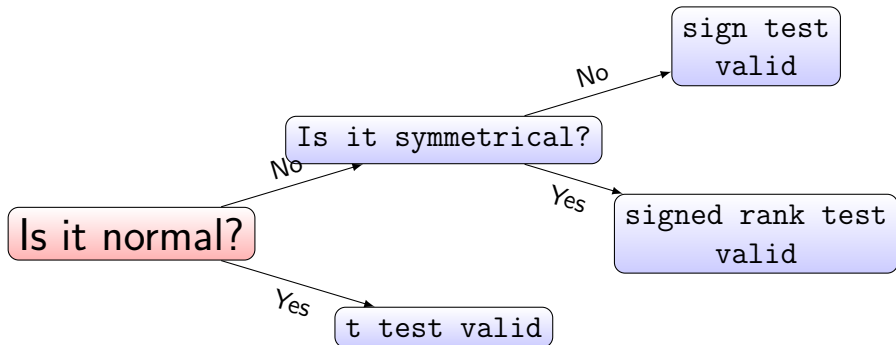 sign test
valid
No
Is it symmetrical?
No
Yes
signed rank test
valid
Is it normal?
Yes
t test valid